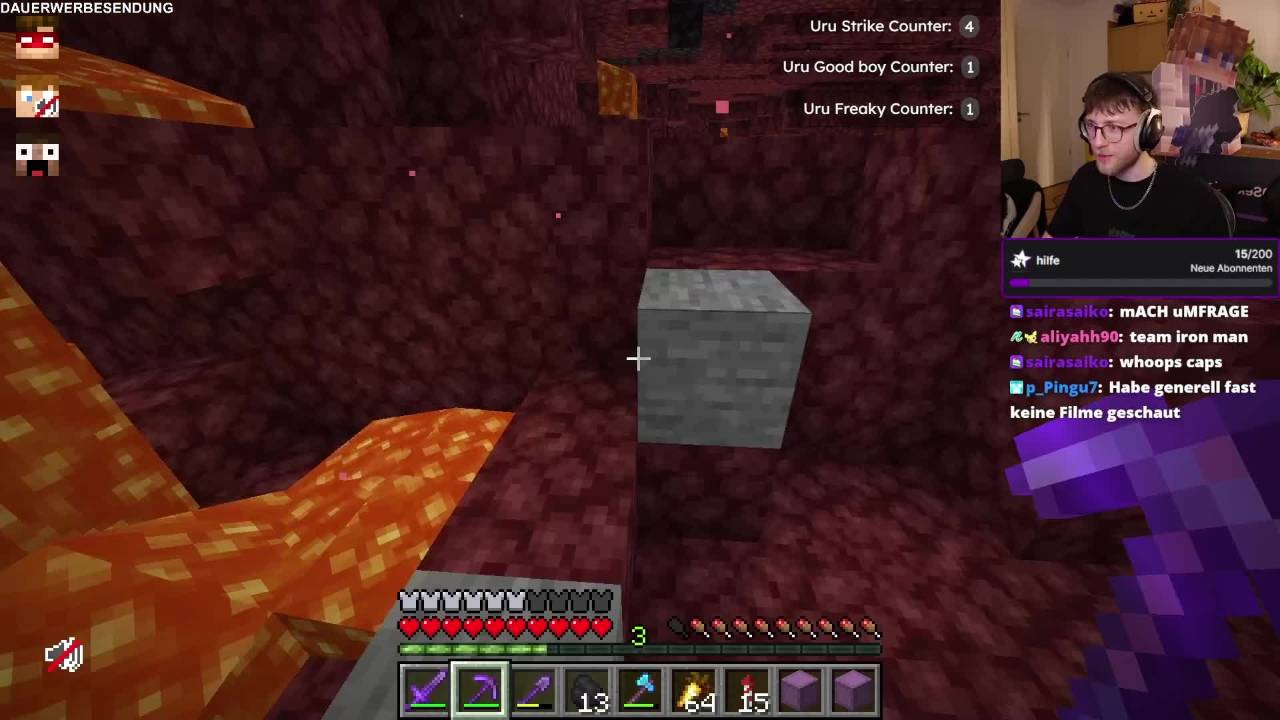 DAUERWERBESENDUNG
Uru Strike Counter: 4
Uru Good boy Counter: 1
Uru Freaky Counter: 1
hilfe
15/200
Neue Abonnenten
sairasaiko: mACH uMFRAGE
aliyahh90: team iron man
sairasaiko: whoops caps
p_Pingu7: Habe generell fast
keine Filme geschaut
3
13
64
15